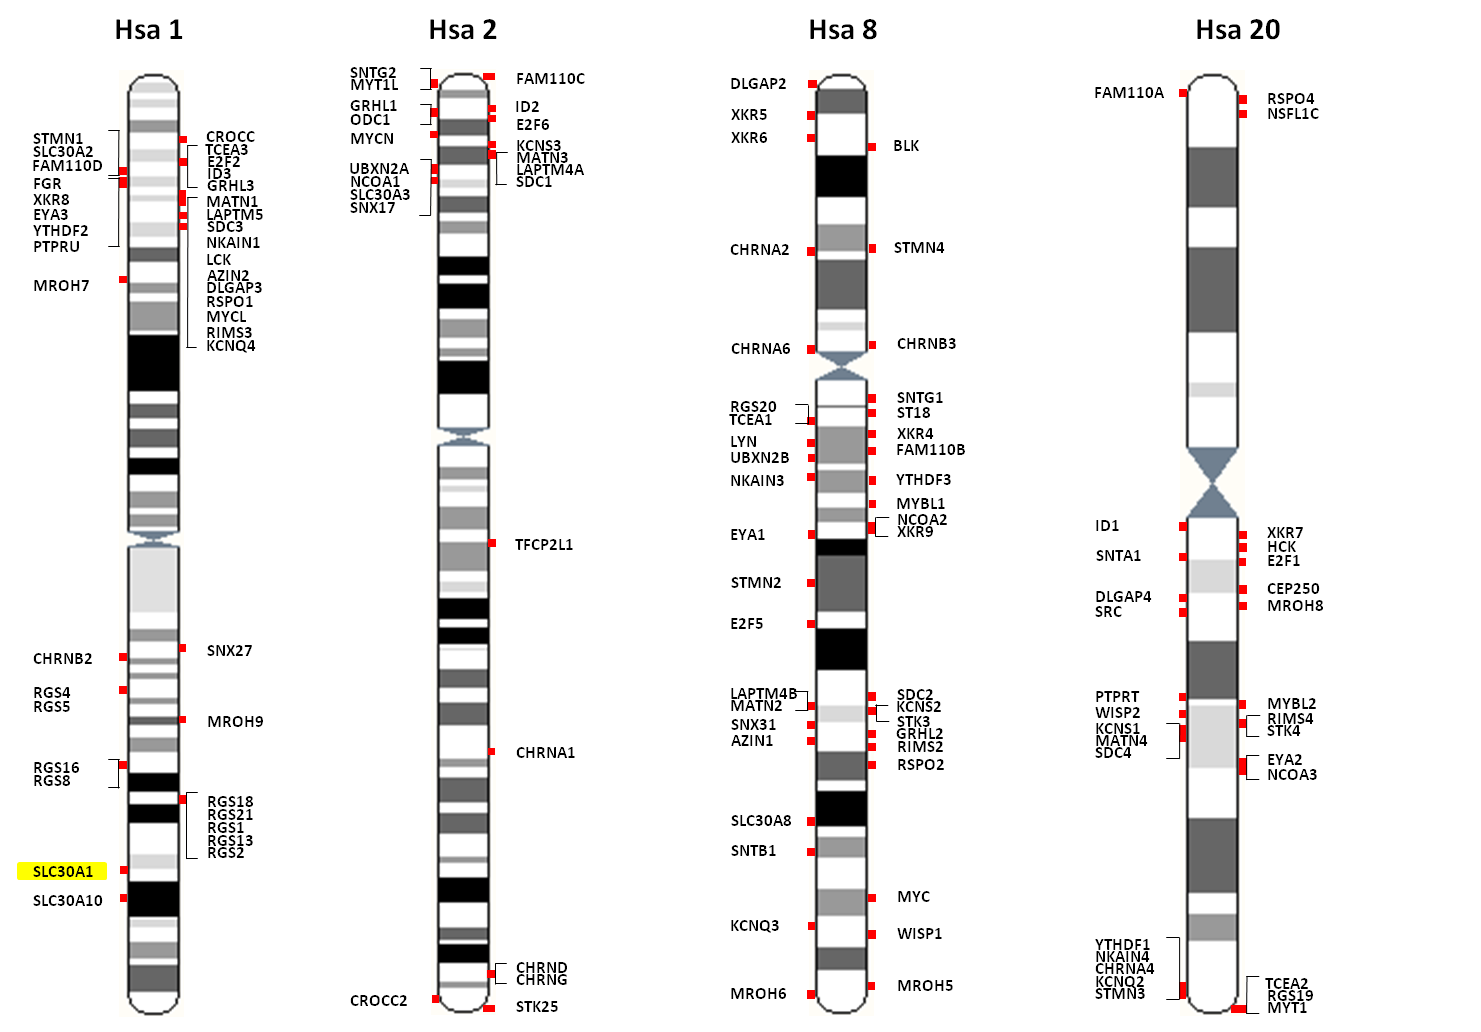 Hsa 1
STMN1
SLC30A2
FAM110D
FGR
XKR8
EYA3
YTHDF2
PTPRU
MROH7
CHRNB2
RGS4
RGS5
RGS16
RGS8
SLC30A1
SLC30A10
CROCC
TCEA3
E2F2
ID3
GRHL3
MATN1
LAPTM5
SDC3
NKAIN1
LCK
AZIN2
DLGAP3
RSPO1
MYCL
RIMS3
KCNQ4
SNX27
MROH9
RGS18
RGS21
RGS1
RGS13
RGS2
Hsa 2
SNTG2
MYT1L
GRHL1
ODC1
MYCN
UBXN2A
NCOA1
SLC30A3
SNX17
CROCC2
FAM110C
ID2
E2F6
KCNS3
MATN3
LAPTM4A
SDC1
TFCP2L1
CHRNA1
CHRND
CHRNG
STK25
Hsa 8
DLGAP2
XKR5
XKR6
CHRNA2
CHRNA6
RGS20
TCEA1
LYN
UBXN2B
NKAIN3
EYA1
STMN2
E2F5
LAPTM4B
MATN2
SNX31
AZIN1
SLC30A8
SNTB1
KCNQ3
MROH6
BLK
STMN4
CHRNB3
SNTG1
ST18
XKR4
FAM110B
YTHDF3
MYBL1
NCOA2
XKR9
SDC2
KCNS2
STK3
GRHL2
RIMS2
RSPO2
MYC
WISP1
MROH5
Hsa 20
FAM110A
ID1
SNTA1
DLGAP4
SRC
PTPRT
WISP2
KCNS1
MATN4
SDC4
YTHDF1
NKAIN4
CHRNA4
KCNQ2
STMN3
RSPO4
NSFL1C
XKR7
HCK
E2F1
CEP250
MROH8
MYBL2
RIMS4
STK4
EYA2
NCOA3
TCEA2
RGS19
MYT1